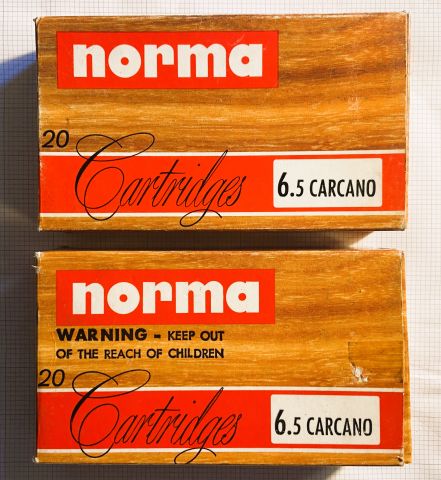 norma
20
Cartridges
6.5 CARCANO
norma
WARNING - KEEP OUT
OF THE REACH OF CHILDREN
20
Cartridges
6.5 CARCANO